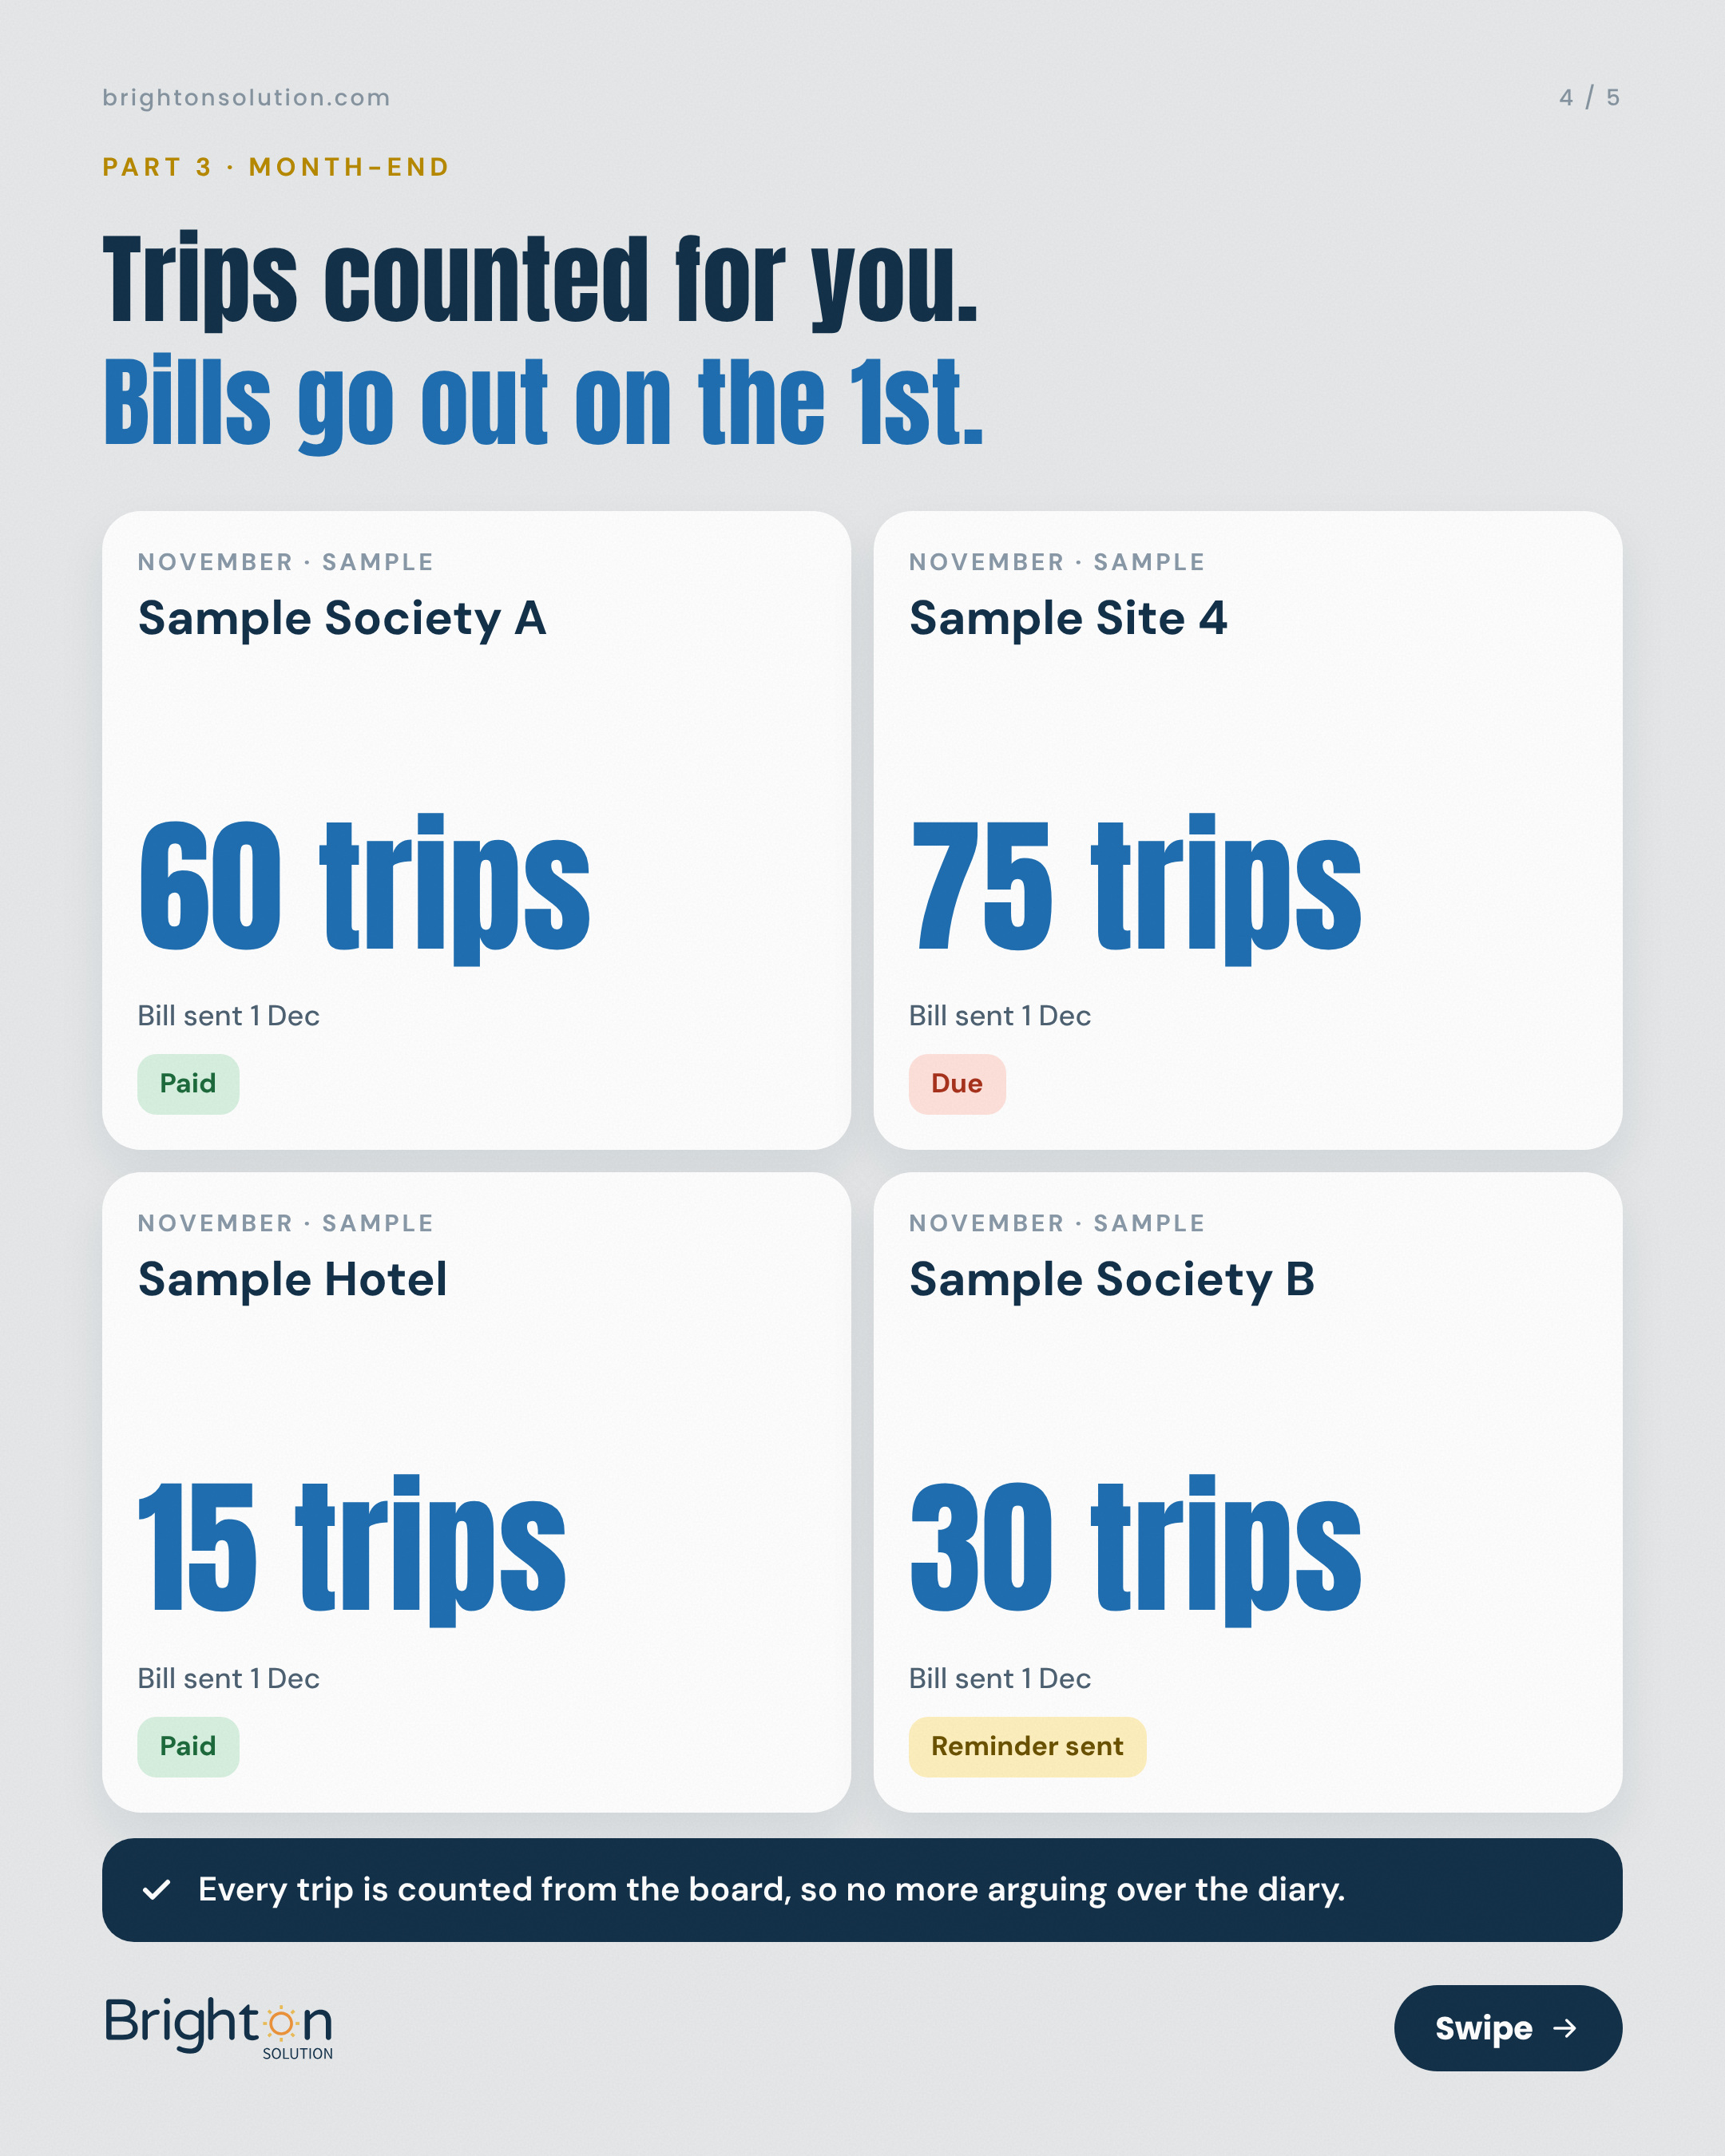 brightonsolution.com
4 / 5
PART 3 · MONTH-END
Trips counted for you.
Bills go out on the 1st.
NOVEMBER · SAMPLE
Sample Society A
60 trips
Bill sent 1 Dec
Paid
NOVEMBER · SAMPLE
Sample Site 4
75 trips
Bill sent 1 Dec
Due
NOVEMBER · SAMPLE
Sample Hotel
15 trips
Bill sent 1 Dec
Paid
NOVEMBER · SAMPLE
Sample Society B
30 trips
Bill sent 1 Dec
Reminder sent
✓ Every trip is counted from the board, so no more arguing over the diary.
Brighton
SOLUTION
Swipe →